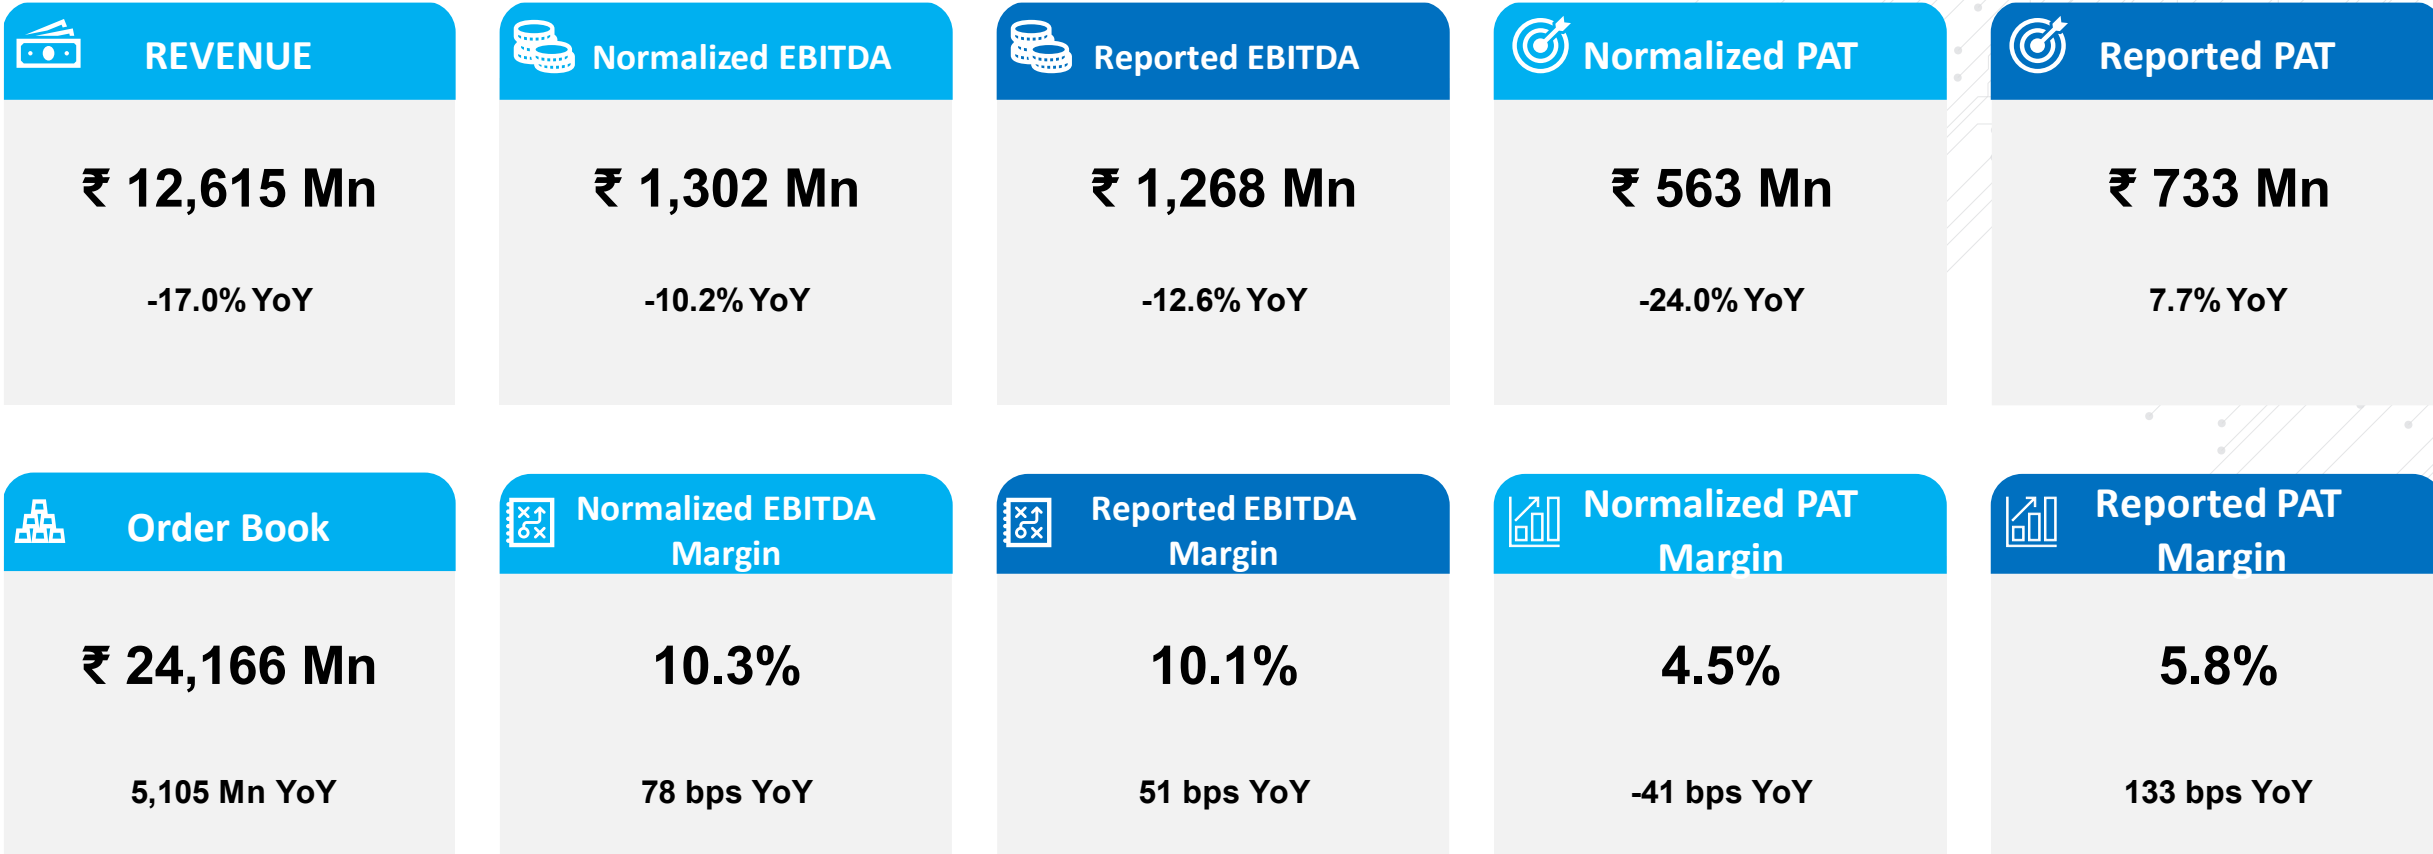 REVENUE
₹ 12,615 Mn
-17.0% YoY
Normalized EBITDA
₹ 1,302 Mn
-10.2% YoY
Reported EBITDA
₹ 1,268 Mn
-12.6% YoY
Normalized PAT
₹ 563 Mn
-24.0% YoY
Reported PAT
₹ 733 Mn
7.7% YoY
Order Book
₹ 24,166 Mn
5,105 Mn YoY
Normalized EBITDA
Margin
10.3%
78 bps YoY
Reported EBITDA
Margin
10.1%
51 bps YoY
Normalized PAT
Margin
4.5%
-41 bps YoY
Reported PAT
Margin
5.8%
133 bps YoY